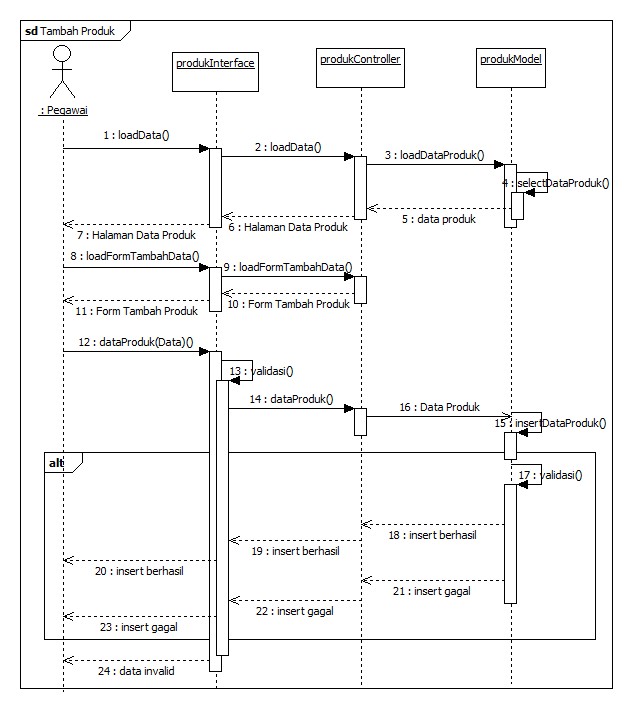 sd Tambah Produk
: Pegawai
produkInterface
produkController
produkModel
1 : loadData()
2 : loadData()
3 : loadDataProduk()
4 : selectDataProduk()
5 : data produk
6 : Halaman Data Produk
7 : Halaman Data Produk
8 : loadFormTambahData()
9 : loadFormTambahData()
10 : Form Tambah Produk
11 : Form Tambah Produk
12 : dataProduk(Data)()
13 : validasi()
14 : dataProduk()
16 : Data Produk
15 : insertDataProduk()
alt
17 : validasi()
18 : insert berhasil
19 : insert berhasil
20 : insert berhasil
21 : insert gagal
22 : insert gagal
23 : insert gagal
24 : data invalid